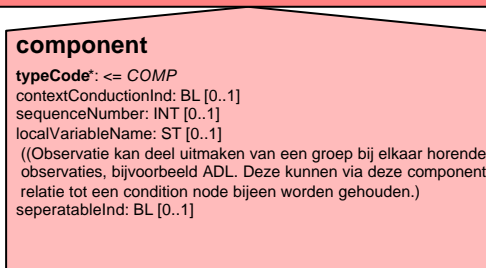 component
typeCode*: <= COMP
contextConductionInd: BL [0..1]
sequenceNumber: INT [0..1]
localVariableName: ST [0..1]
((Observatie kan deel uitmaken van een groep bij elkaar horende
observaties, bijvoorbeeld ADL. Deze kunnen via deze component
relatie tot een condition node bijeen worden gehouden.)
seperatableInd: BL [0..1]